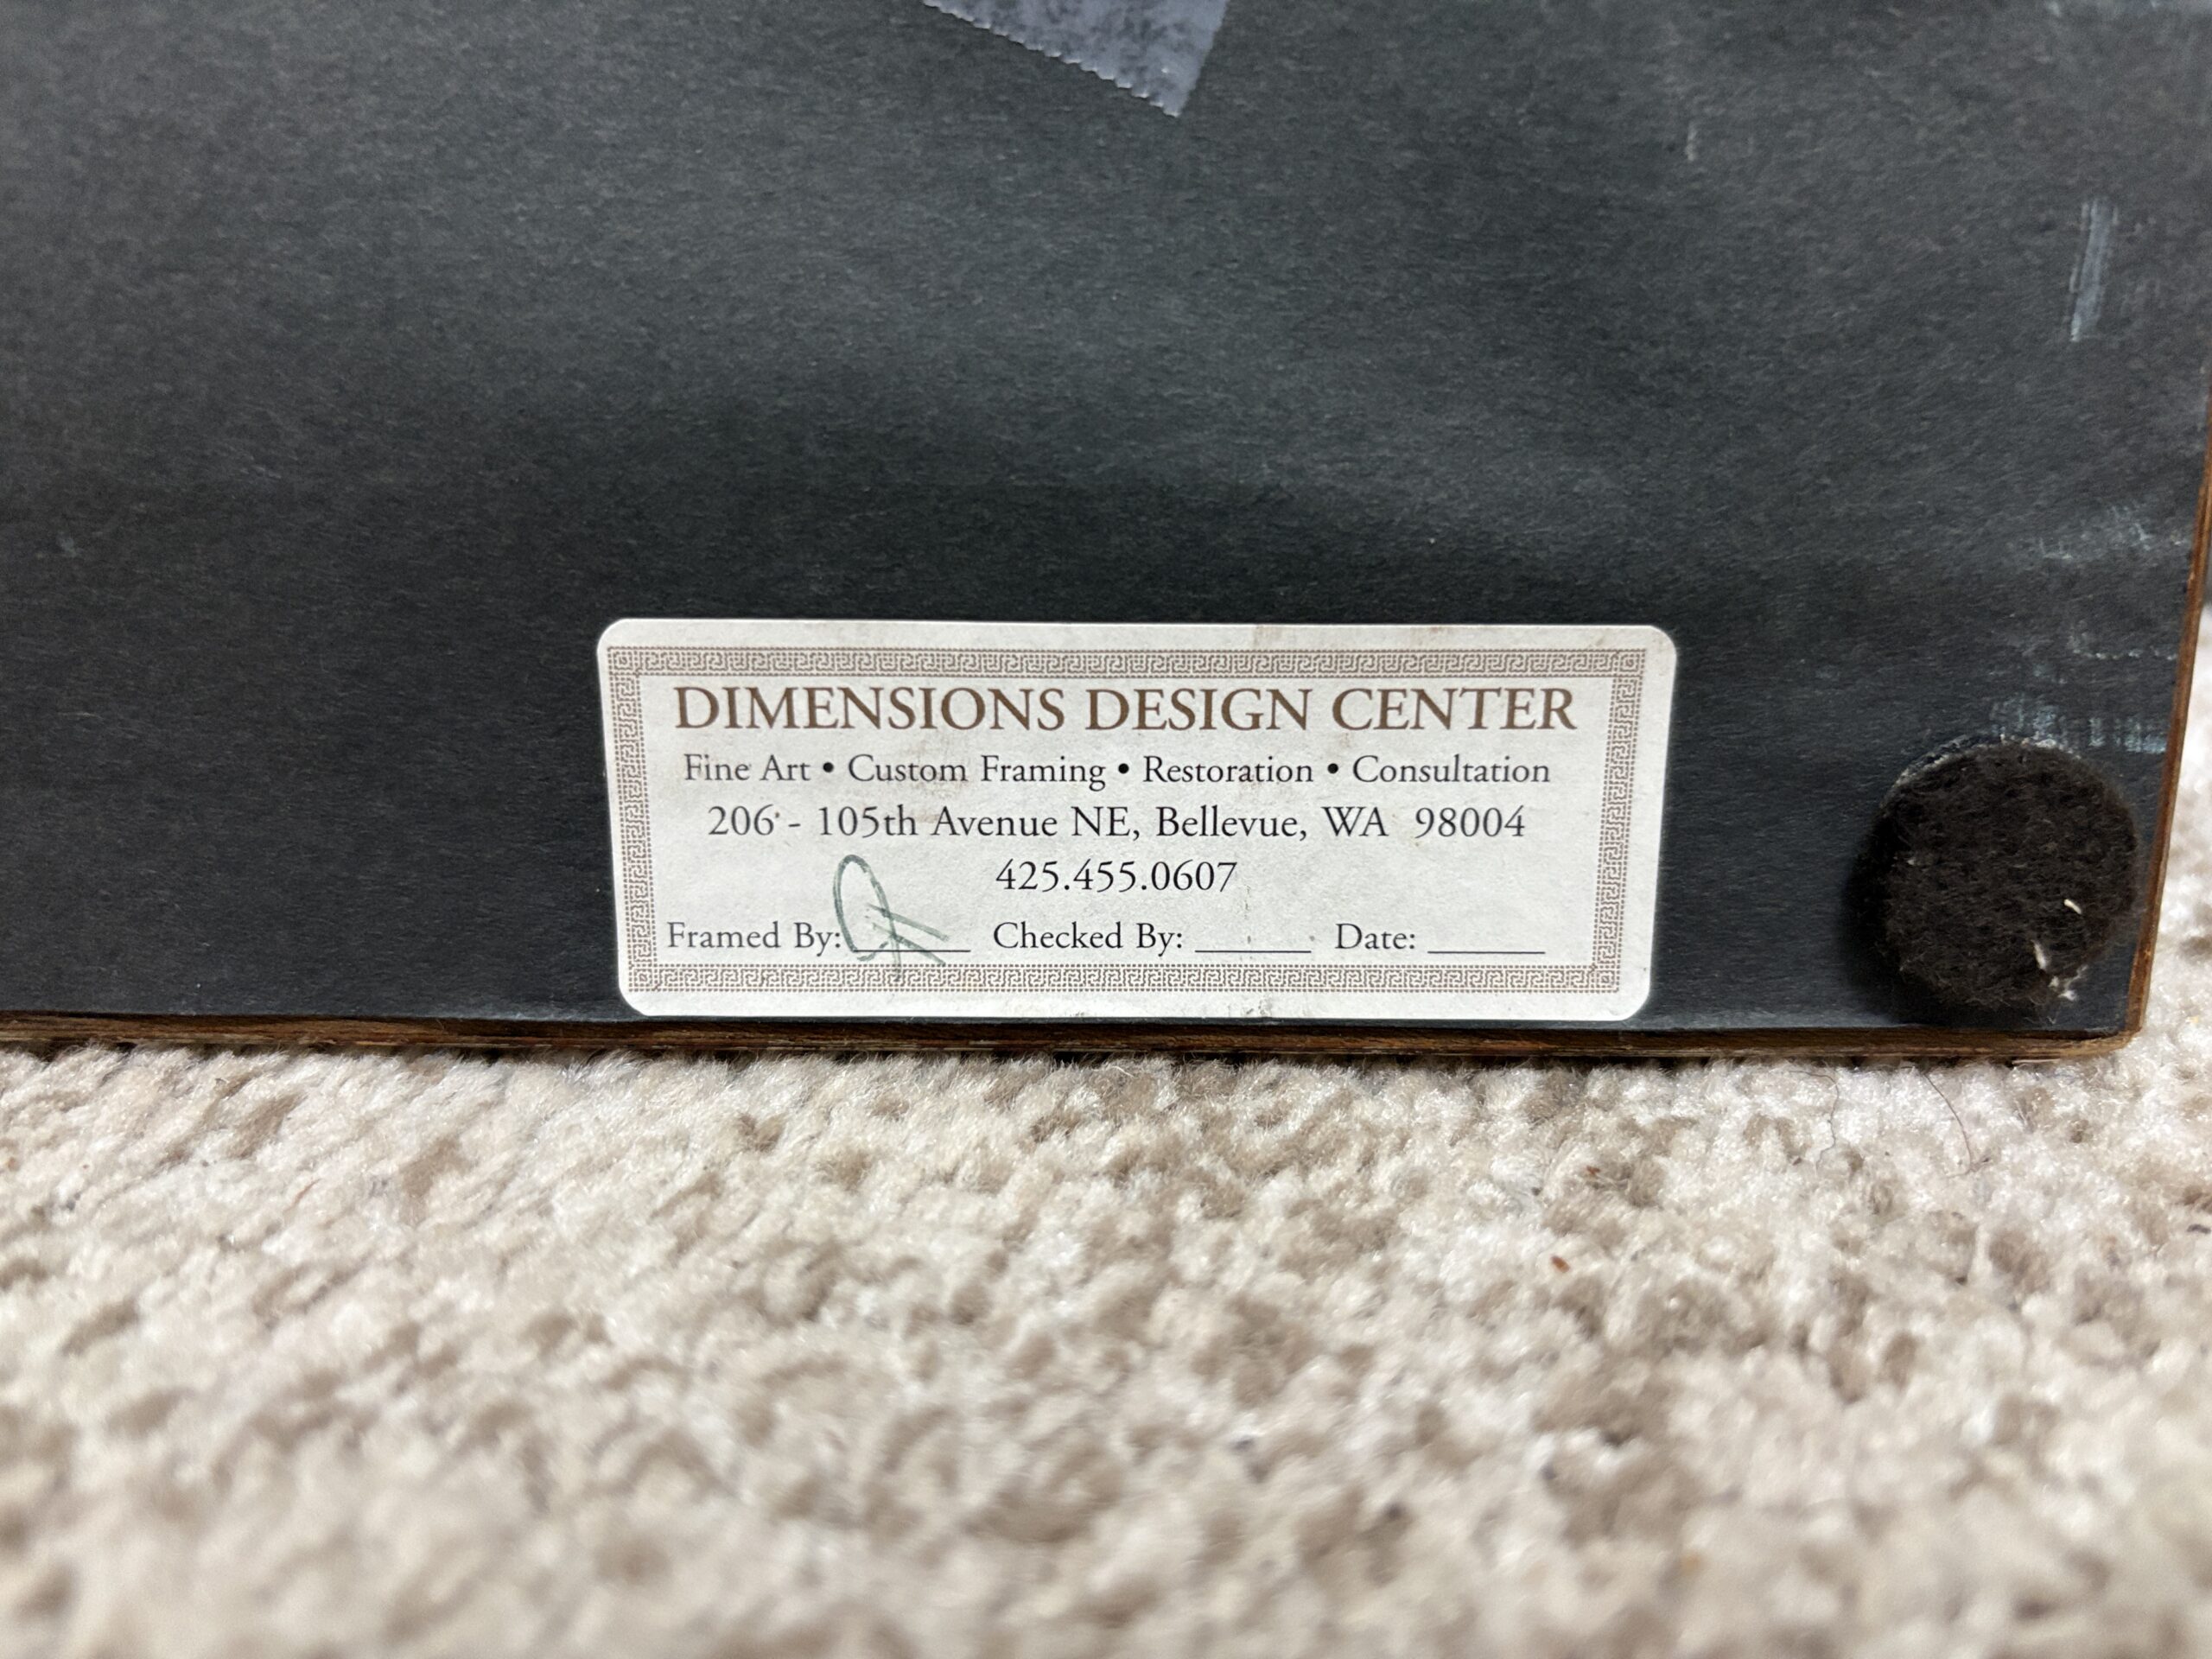 DIMENSIONS DESIGN CENTER
Fine Art • Custom Framing • Restoration • Consultation
206 - 105th Avenue NE, Bellevue, WA 98004
425.455.0607
Framed By: Checked By: Date: